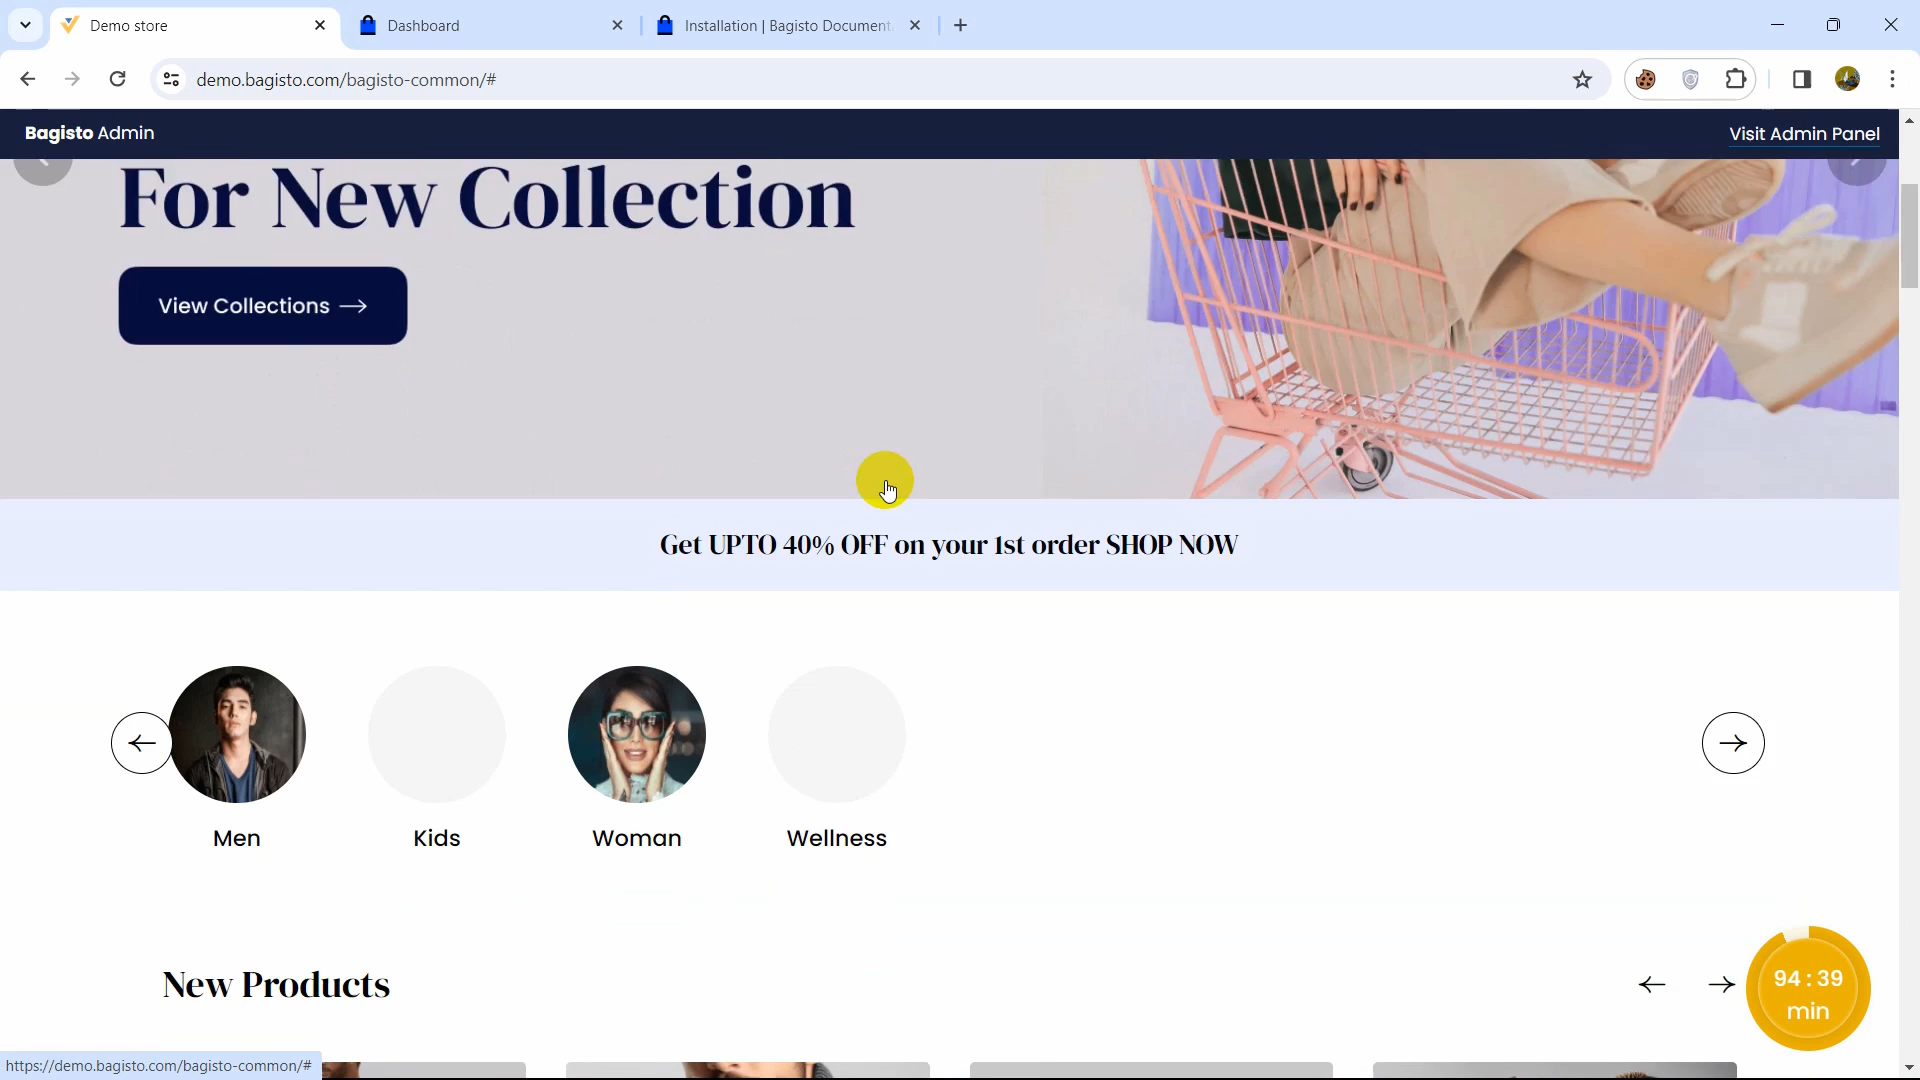 Demo store
Dashboard
Installation | Bagisto Document
demo.bagisto.com/bagisto-common/#
Bagisto Admin
Visit Admin Panel
For New Collection
View Collections →
Get UPTO 40% OFF on your 1st order SHOP NOW
Men
Kids
Woman
Wellness
New Products
94 : 39
min
https://demo.bagisto.com/bagisto-common/#